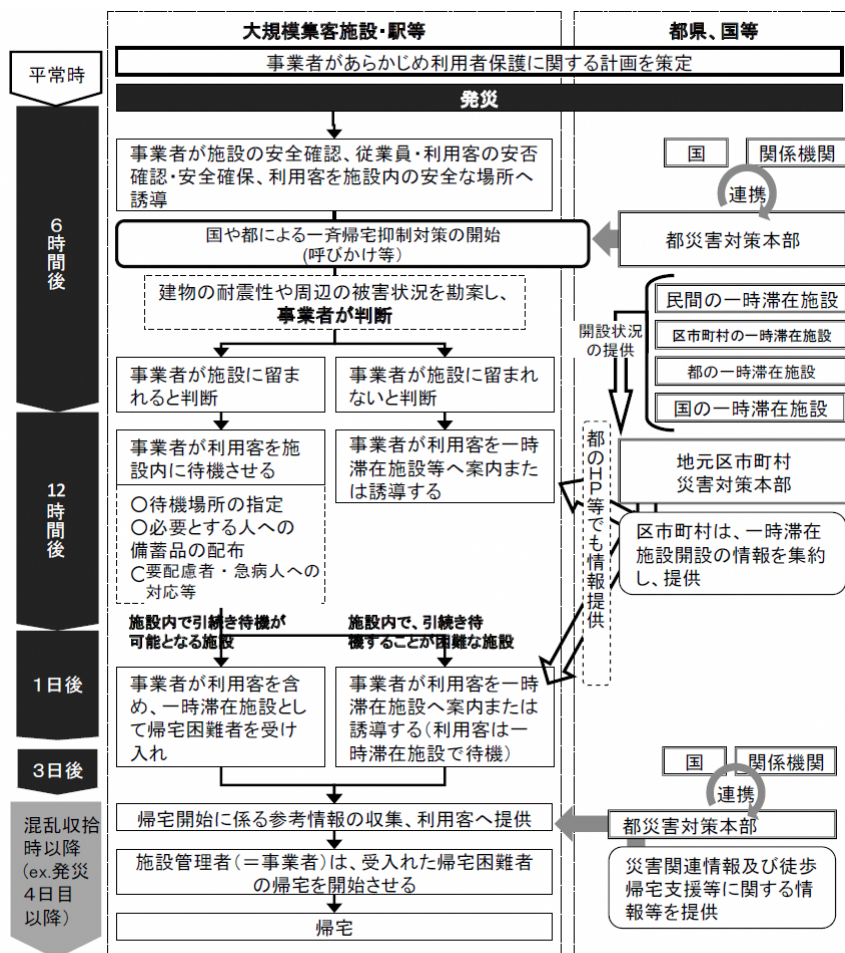 大規模集客施設・駅等
都県、国等
平常時
事業者があらかじめ利用者保護に関する計画を策定
発災
6時間後
事業者が施設の安全確認、従業員・利用客の安否
確認・安全確保、利用客を施設内の安全な場所へ
誘導
国
関係機関
連携
都災害対策本部
国や都による一斉帰宅抑制対策の開始
(呼びかけ等)
建物の耐震性や周辺の被害状況を勘案し、
事業者が判断
民間の一時滞在施設
区市町村の一時滞在施設
都の一時滞在施設
国の一時滞在施設
開設状況
の提供
事業者が施設に留ま
れると判断
事業者が施設に留まれ
ないと判断
12時間後
事業者が利用客を施
設内に待機させる
事業者が利用客を一時
滞在施設等へ案内また
は誘導する
都のHP等でも情報提供
地元区市町村
災害対策本部
区市町村は、一時滞在
施設開設の情報を集約
し、提供
〇待機場所の指定
〇必要とする人への
備蓄品の配布
〇要配慮者・急病人への
対応等
施設内で引続き待機が
可能となる施設
施設内で、引続き待
機することが困難な施設
1日後
事業者が利用客を含
め、一時滞在施設と
して帰宅困難者を受け
入れ
事業者が利用客を一時
滞在施設へ案内または
誘導する(利用客は一
時滞在施設で待機)
3日後
国
関係機関
連携
都災害対策本部
混乱収拾
時以降
(ex.発災
4日目
以降)
帰宅開始に係る参考情報の収集、利用客へ提供
災害関連情報及び徒歩
帰宅支援等に関する情
報等を提供
施設管理者(=事業者)は、受入れた帰宅困難者
の帰宅を開始させる
帰宅